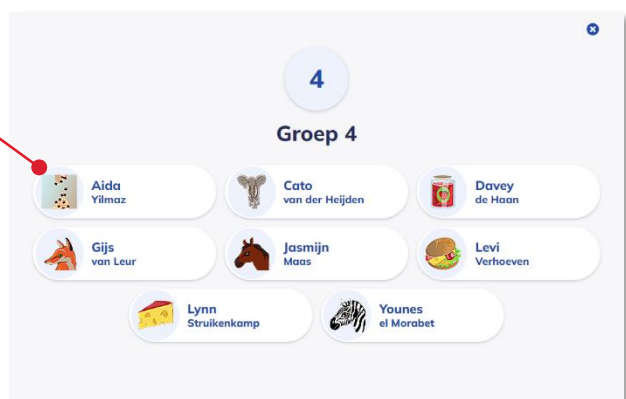 4
Groep 4
Aida
Yilmaz
Cato
van der Heijden
Davey
de Haan
Gijs
van Leur
Jasmijn
Maas
Levi
Verhoeven
Lynn
Struikenkamp
Younes
el Morabet